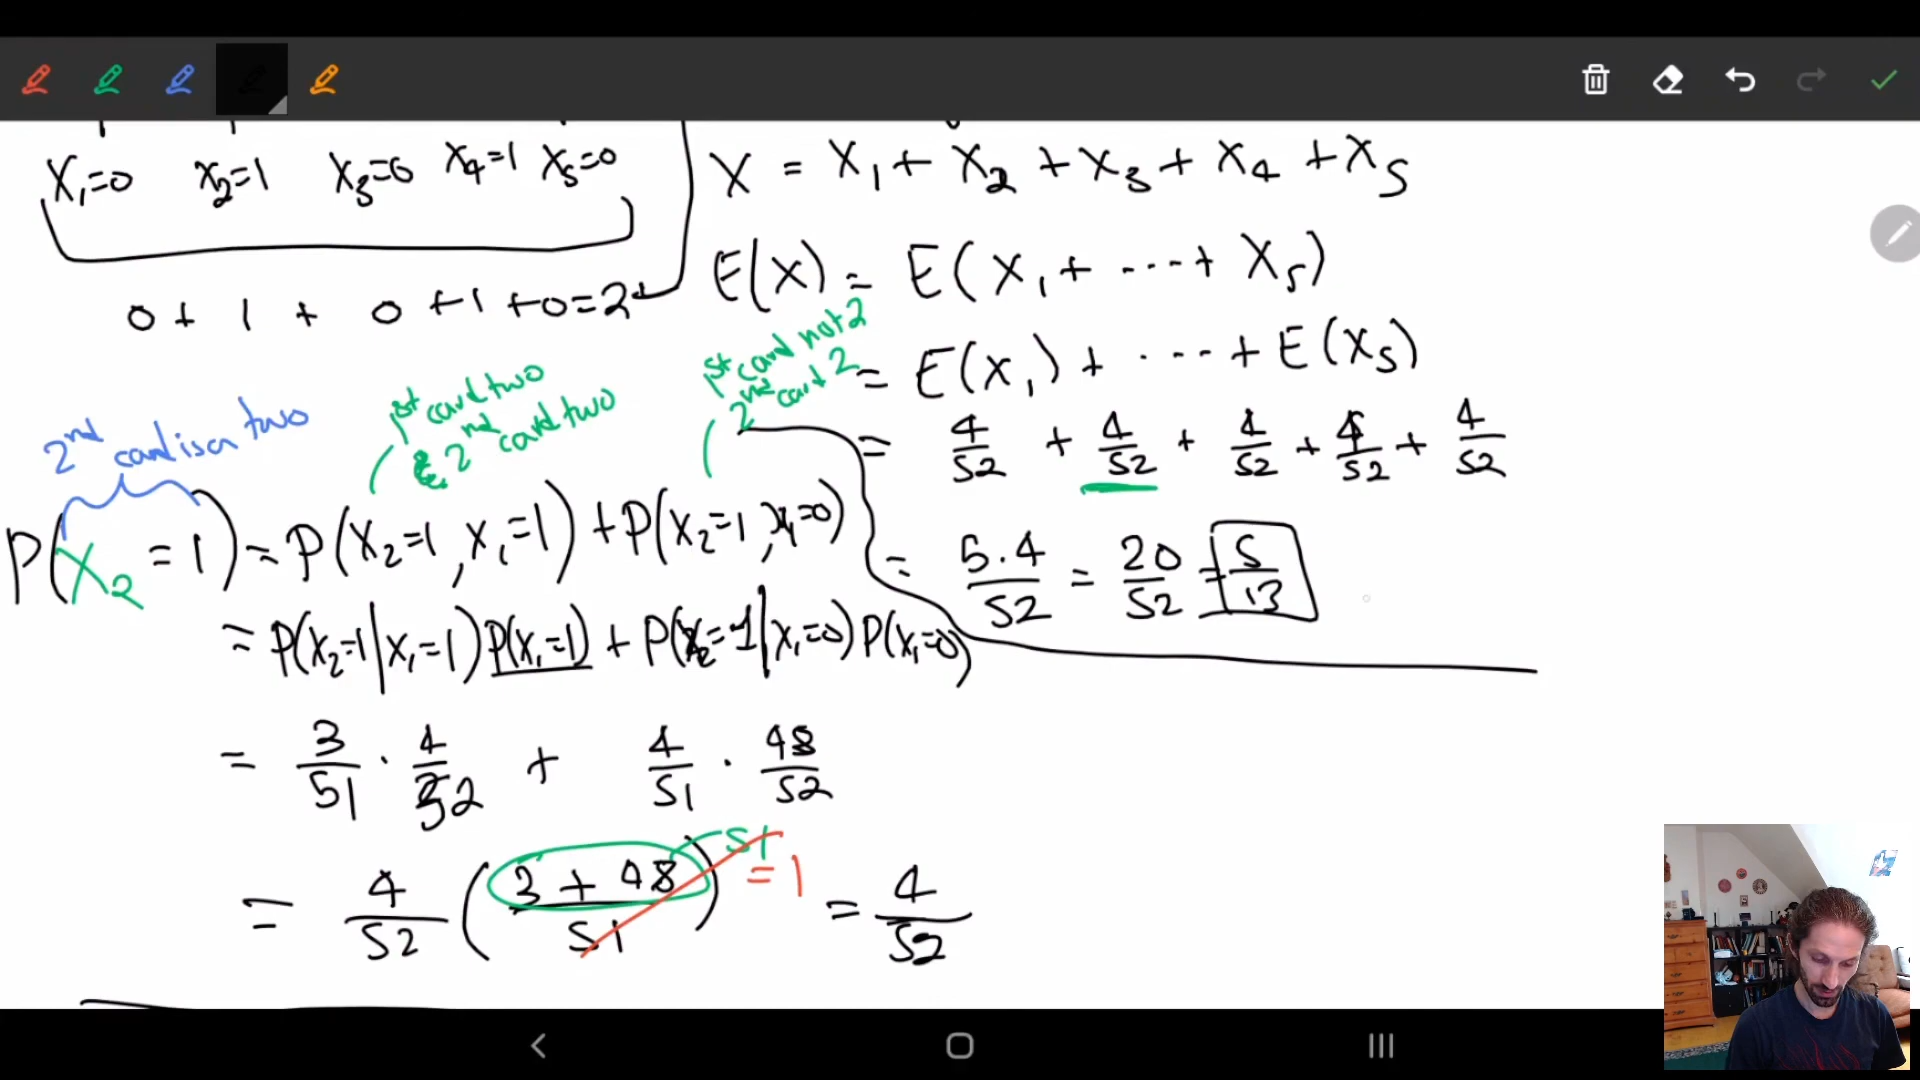 X₁=0 X₂=1 X₃=0 X₄=1 X₅=0
0 + 1 + 0 +1 +0=2
X = X₁ + X₂ + X₃ + X₄ + X₅
E(X) = E(X₁ + ---+ X₅)
= E(X₁) + ---+ E(X₅)
= 4/52 + 4/52 + 4/52 + 4/52 + 4/52
= 5·4/52 = 20/52 = 5/13
2nd card is a two
1st card two
& 2nd card two
1st card not 2
2nd card 2
P(X₂ = 1) = P(X₂=1, X₁=1) + P(X₂=1, X₁=0)
= P(X₂=1|X₁=1) P(X₁=1) + P(X₂=1|X₁=0) P(X₁=0)
= 3/51 · 4/52 + 4/51 · 48/52
= 4/52 (3 + 48/51) 51 = 1 = 4/52